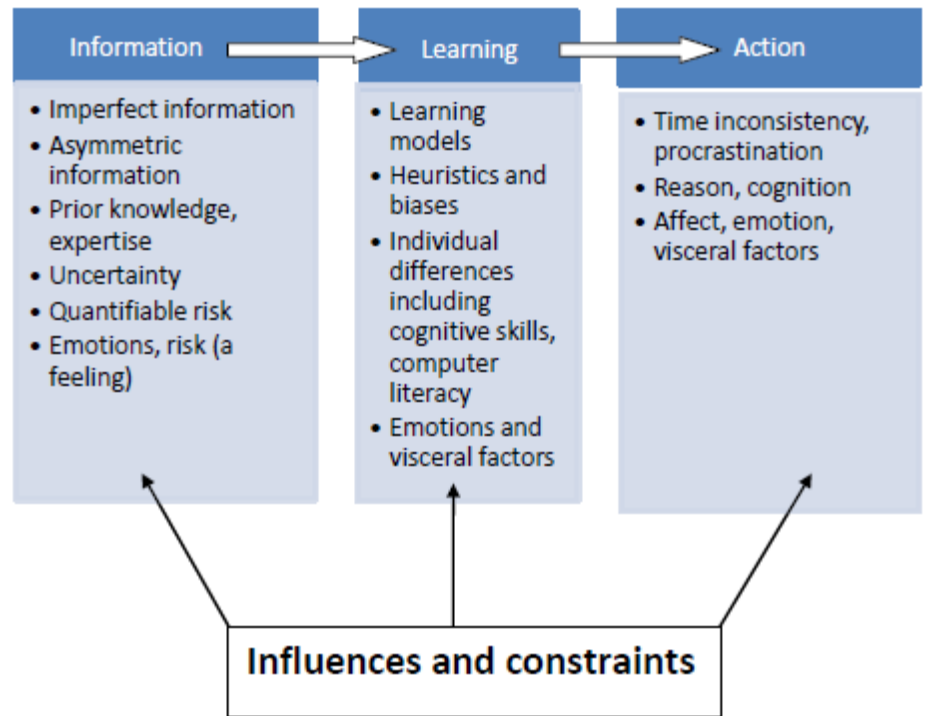 Information
• Imperfect information
• Asymmetric
information
• Prior knowledge,
expertise
• Uncertainty
• Quantifiable risk
• Emotions, risk (a
feeling)
Learning
• Learning
models
• Heuristics and
biases
• Individual
differences
including
cognitive skills,
computer
literacy
• Emotions and
visceral factors
Action
• Time inconsistency,
procrastination
• Reason, cognition
• Affect, emotion,
visceral factors
Influences and constraints